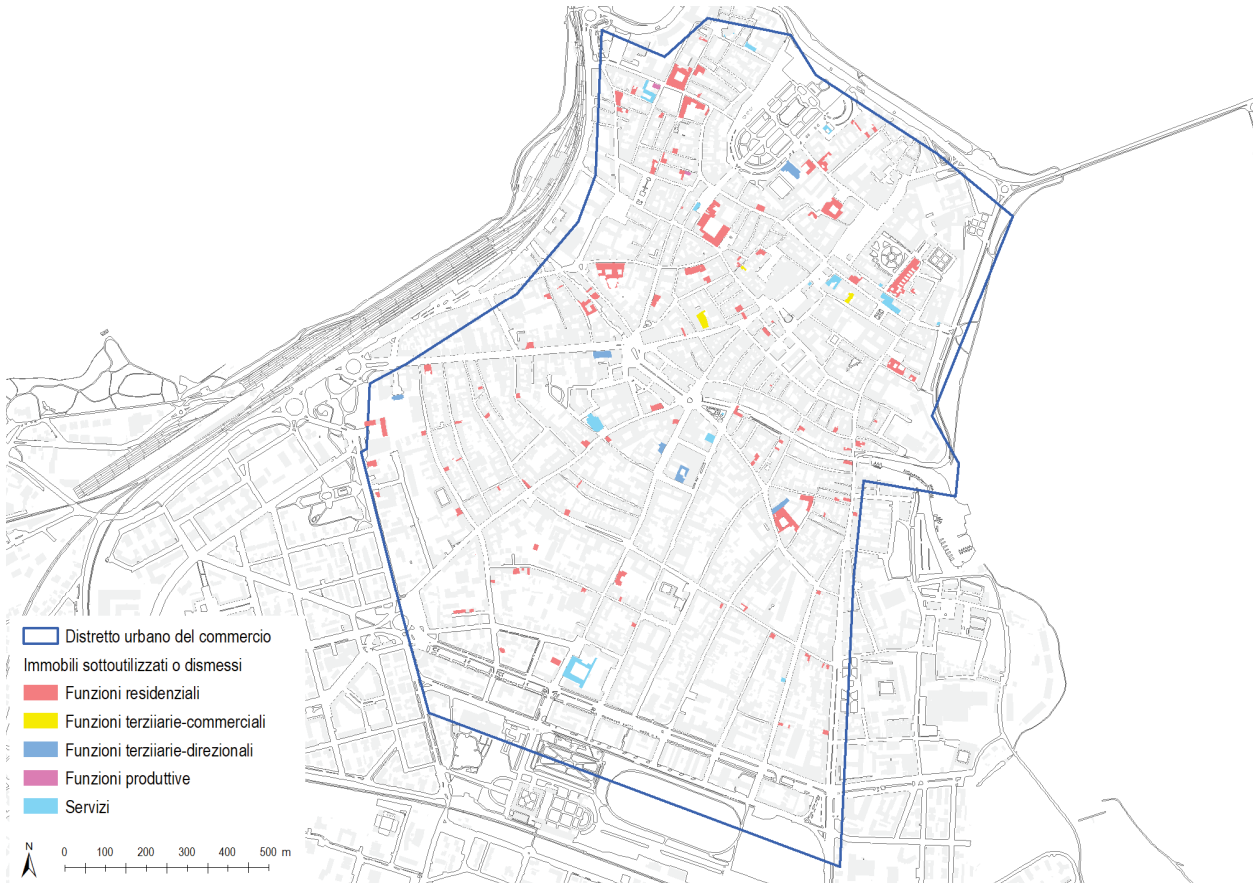 Distretto urbano del commercio
Immobili sottoutilizzati o dismessi
Funzioni residenziali
Funzioni terziiarie-commerciali
Funzioni terziiarie-direzionali
Funzioni produttive
Servizi
N
0 100 200 300 400 500 m